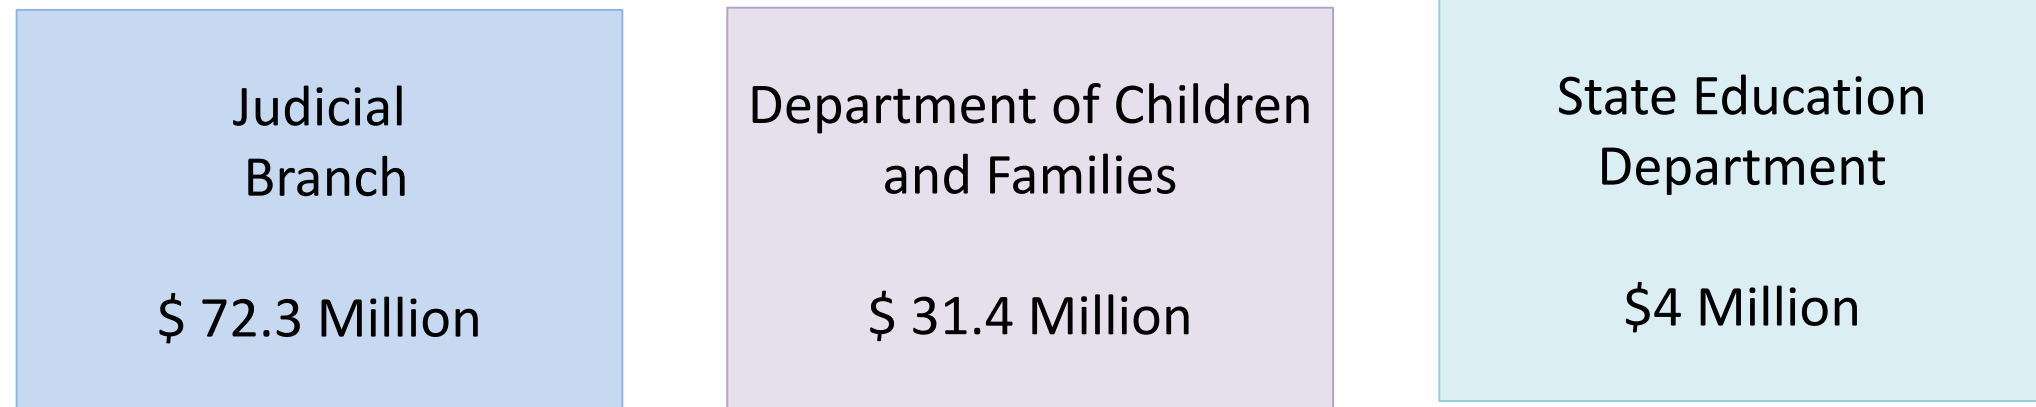 Judicial
Branch
$ 72.3 Million
Department of Children
and Families
$ 31.4 Million
State Education
Department
$4 Million